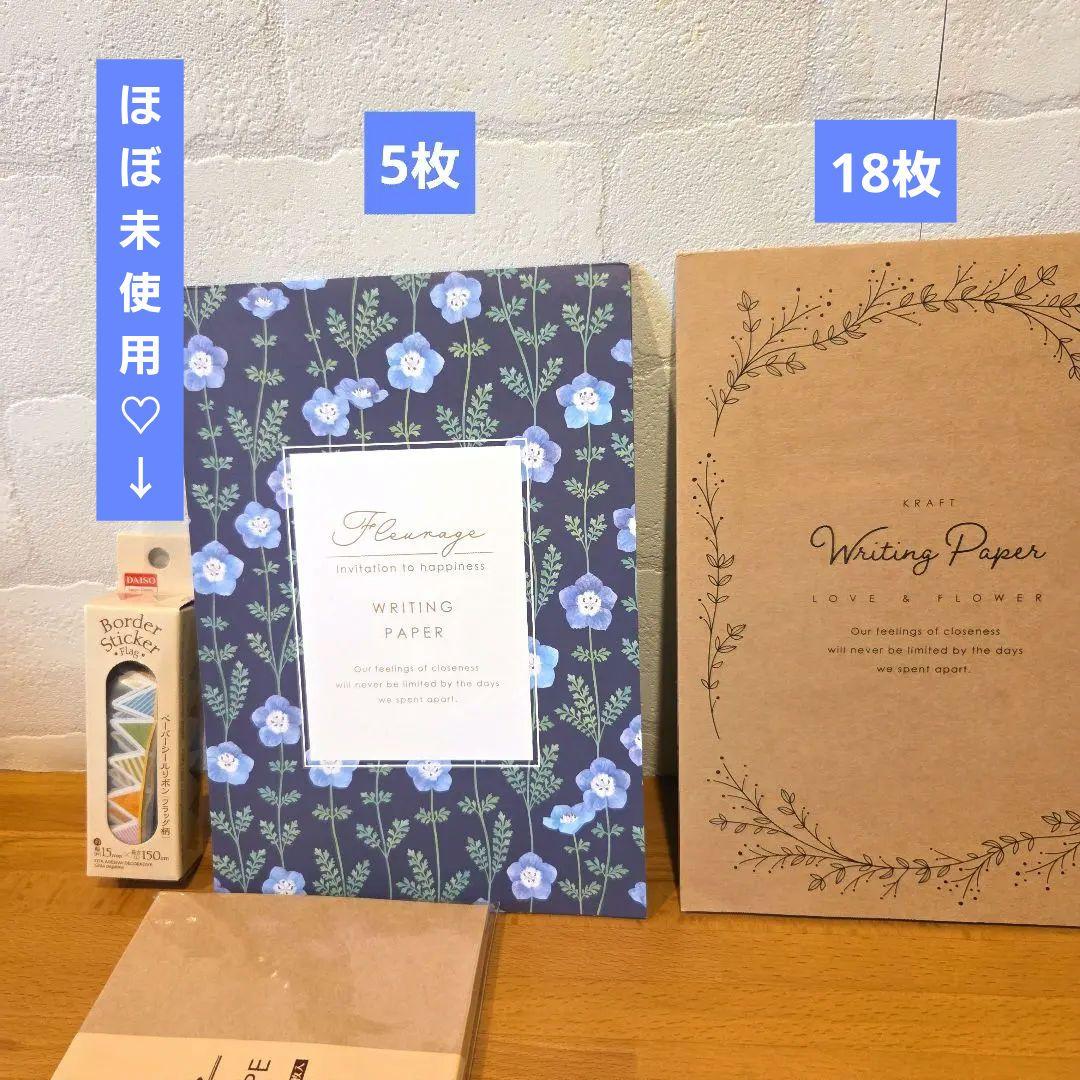 ほぼ未使用♡↓
5枚
18枚
DAISO
Border
Sticker
Flag
ペーパーシールリボン［フラッグ柄］
15mm
150cm
Fleurage
Invitation to happiness
WRITING
PAPER
Our feelings of closeness
will never be limited by the days
we spent apart.
KRAFT
Writing Paper
LOVE & FLOWER
Our feelings of closeness
will never be limited by the days
we spent apart.